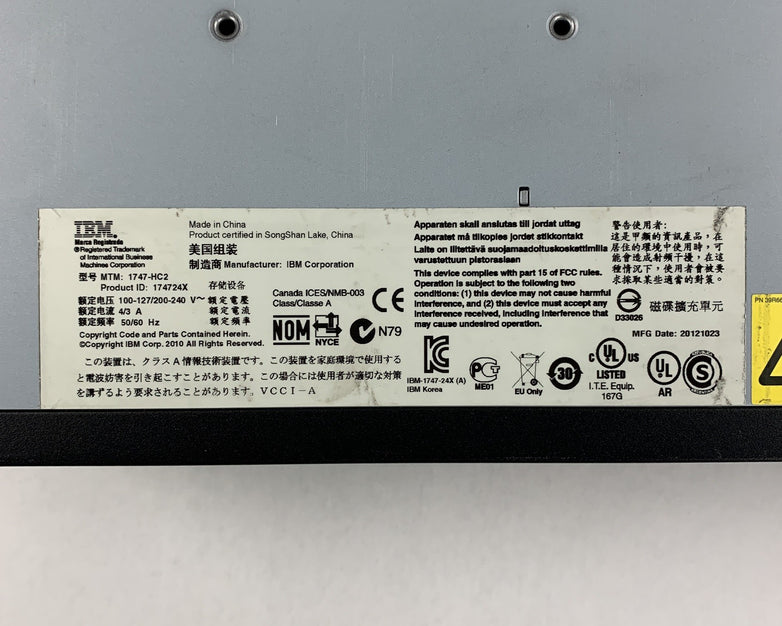 IBM®
Marca Registrada
®Registered Trademark
of International Business
Machines Corporation
型号 MTM: 1747-HC2
Product ID: 174724X
存储设备
额定电压 100-127/200-240 V～ 額定電壓
额定电流 4/3 A 額定電流
额定频率 50/60 Hz 額定頻率
Copyright Code and Parts Contained Herein.
©Copyright IBM Corp. 2010 All Rights Reserved.
Made in China
Product certified in SongShan Lake, China
美国组装
制造商 Manufacturer: IBM Corporation
Canada ICES/NMB-003
Class/Classe A
CE
NOM
NYCE
N79
この装置は、クラスA情報技術装置です。この装置を家庭環境で使用する
と電波妨害を引き起こすことがあります。この場合には使用者が適切な対策
を講ずるよう要求されることがあります。VCCI-A
Apparaten skall anslutas till jordat uttag
Apparatet må tilkoples jordet stikkontakt
Laite on liitettävä suojamaadoituskoskettimilla
varustettuun pistorasiaan
This device complies with part 15 of FCC rules.
Operation is subject to the following two
conditions: (1) this device may not cause harmful
interference, and (2) this device must accept any
interference received, including interference that
may cause undesired operation.
警告使用者:
這是甲類的資訊產品，在
居住的環境中使用時，可
能會造成射頻干擾，在這
種情況下，使用者會被要
求採取某些適當的對策。
D33026
磁碟擴充單元
MFG Date: 20121023
IBM-1747-24X (A)
IBM Korea
ME01
EU Only
30
C UL US
LISTED
I.T.E. Equip.
167G
UL
AR
S
PN 39R66